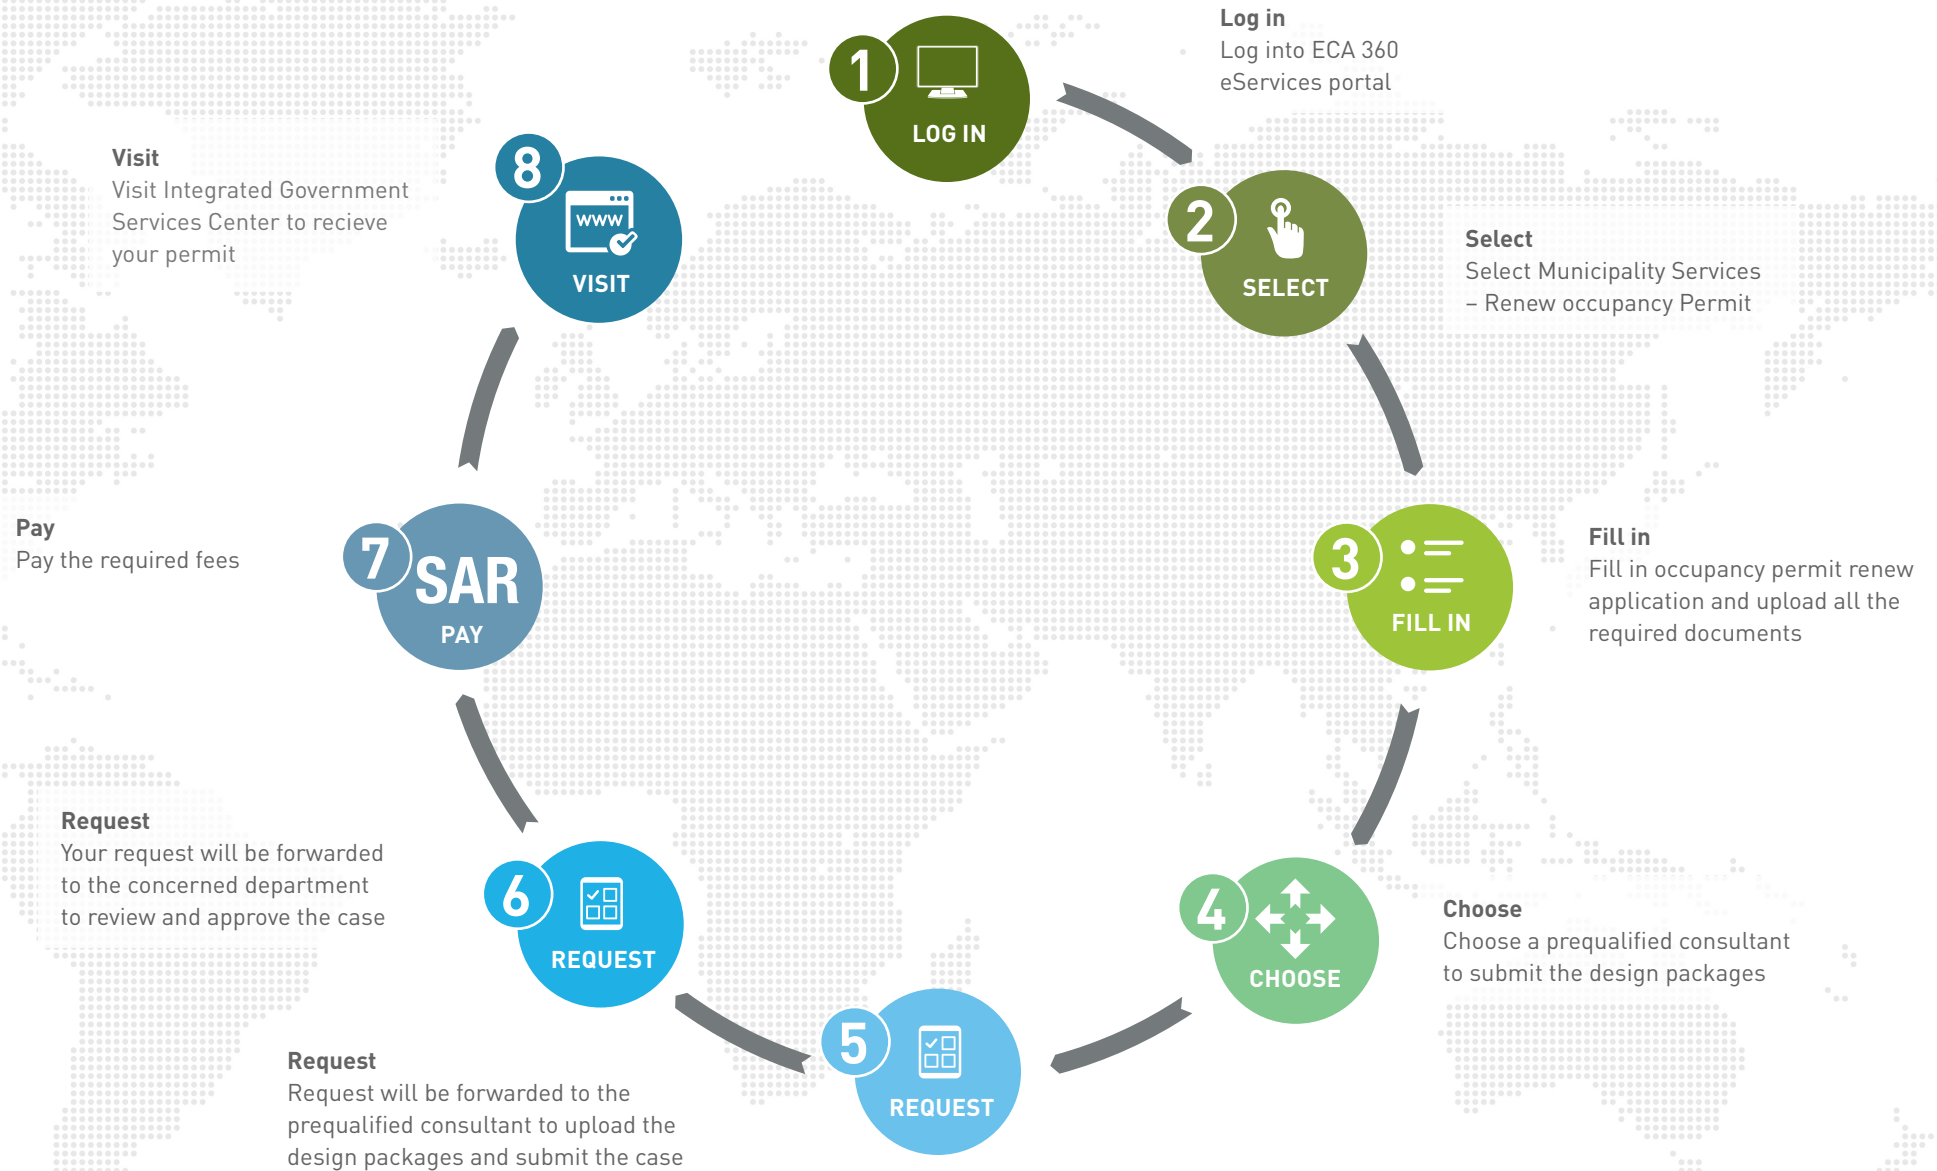 1
LOG IN
Log in
Log into ECA 360
eServices portal
2
SELECT
Select
Select Municipality Services
– Renew occupancy Permit
3
FILL IN
Fill in
Fill in occupancy permit renew
application and upload all the
required documents
4
CHOOSE
Choose
Choose a prequalified consultant
to submit the design packages
5
REQUEST
Request
Request will be forwarded to the
prequalified consultant to upload the
design packages and submit the case
6
REQUEST
Request
Your request will be forwarded
to the concerned department
to review and approve the case
7
SAR
PAY
Pay
Pay the required fees
8
WWW
VISIT
Visit
Visit Integrated Government
Services Center to recieve
your permit